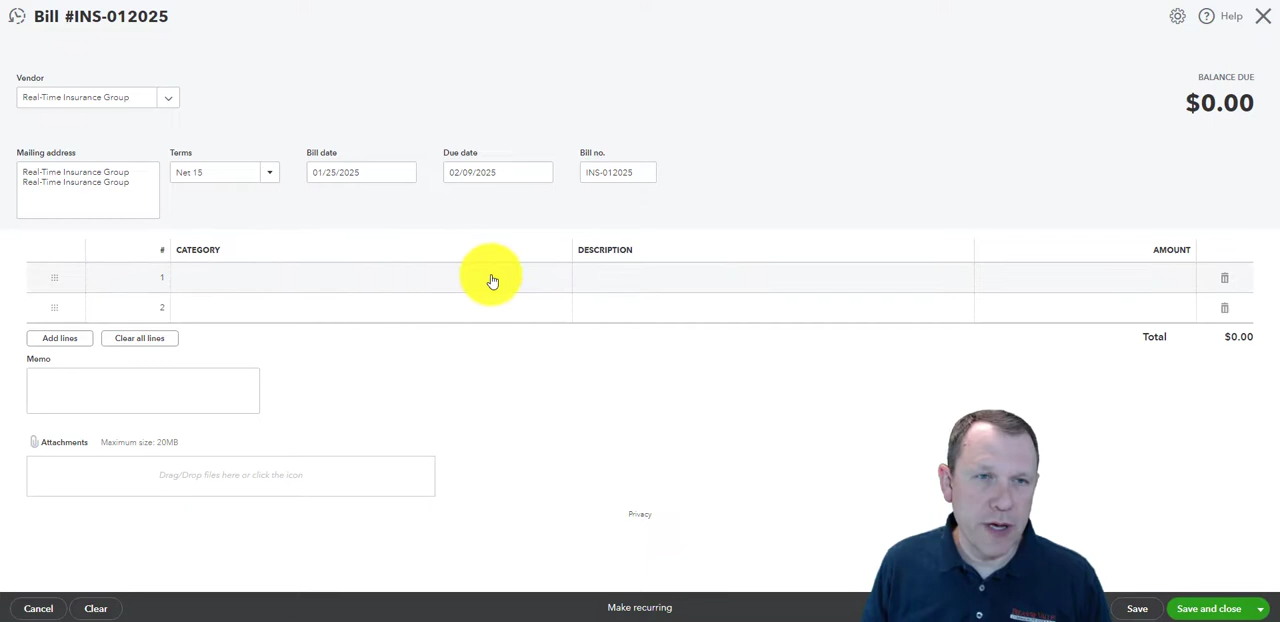 Bill #INS-012025
Help
Vendor
BALANCE DUE
Real-Time Insurance Group
$0.00
Mailing address
Terms
Bill date
Due date
Bill no.
Real-Time Insurance Group
Real-Time Insurance Group
Net 15
01/25/2025
02/09/2025
INS-012025
# CATEGORY DESCRIPTION AMOUNT
1
2
Add lines
Clear all lines
Total $0.00
Memo
Attachments Maximum size: 20MB
Drag/Drop files here or click the icon
Privacy
Cancel
Clear
Make recurring
Save
Save and close